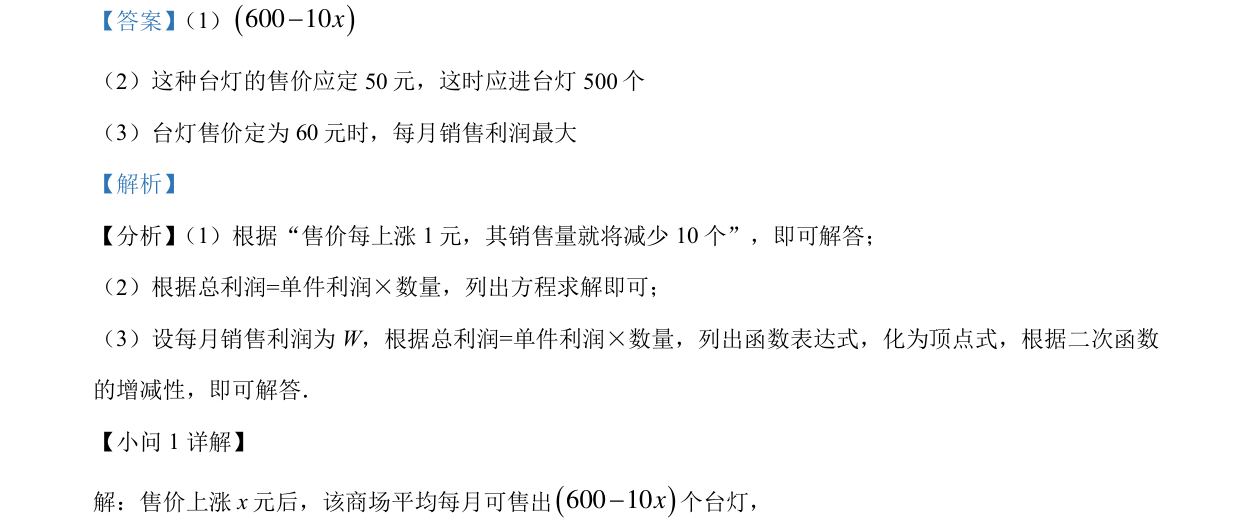 【答案】（1）(600−10x)
（2）这种台灯的售价应定 50 元，这时应进台灯 500 个
（3）台灯售价定为 60 元时，每月销售利润最大
【解析】
【分析】（1）根据“售价每上涨 1 元，其销售量就将减少 10 个”，即可解答；
（2）根据总利润=单件利润×数量，列出方程求解即可；
（3）设每月销售利润为 W，根据总利润=单件利润×数量，列出函数表达式，化为顶点式，根据二次函数
的增减性，即可解答．
【小问 1 详解】
解：售价上涨 x 元后，该商场平均每月可售出(600−10x)个台灯，